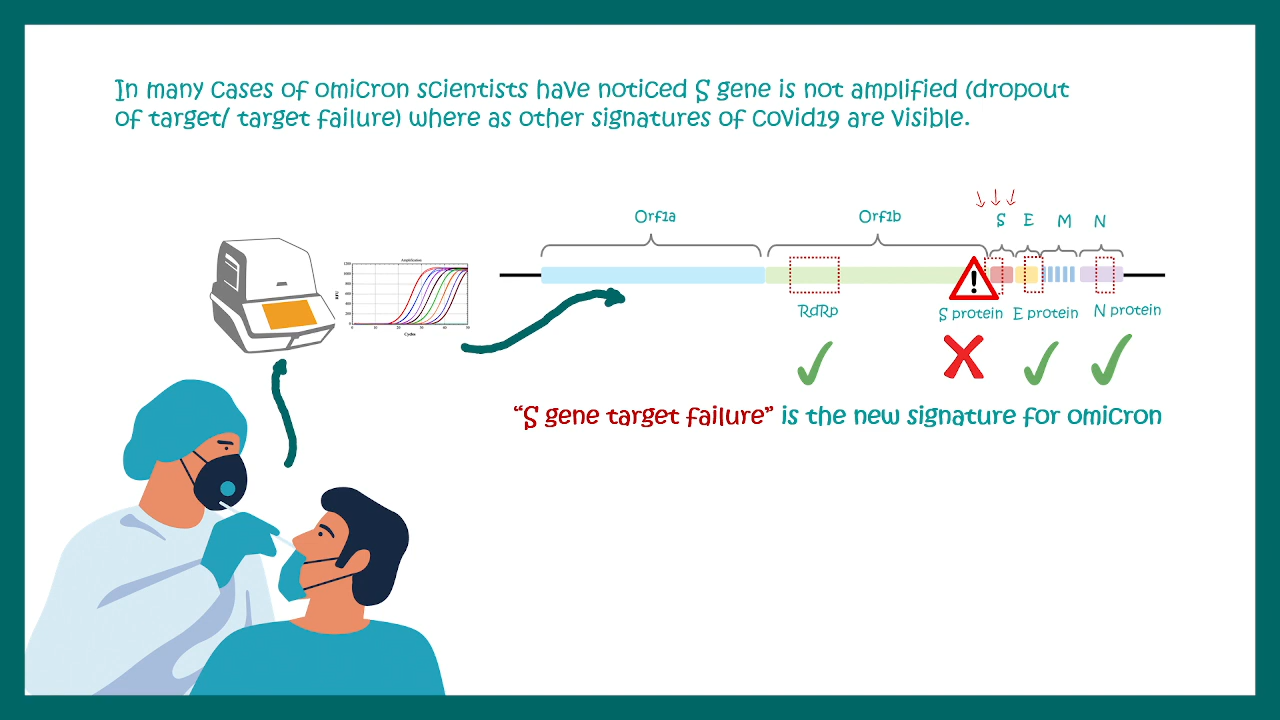 In many cases of omicron scientists have noticed S gene is not amplified (dropout
of target/ target failure) where as other signatures of Covid19 are visible.
Orf1a
Orf1b
S
E
M
N
Amplification
Cycles
RdRp
S protein
E protein
N protein
“S gene target failure” is the new signature for omicron